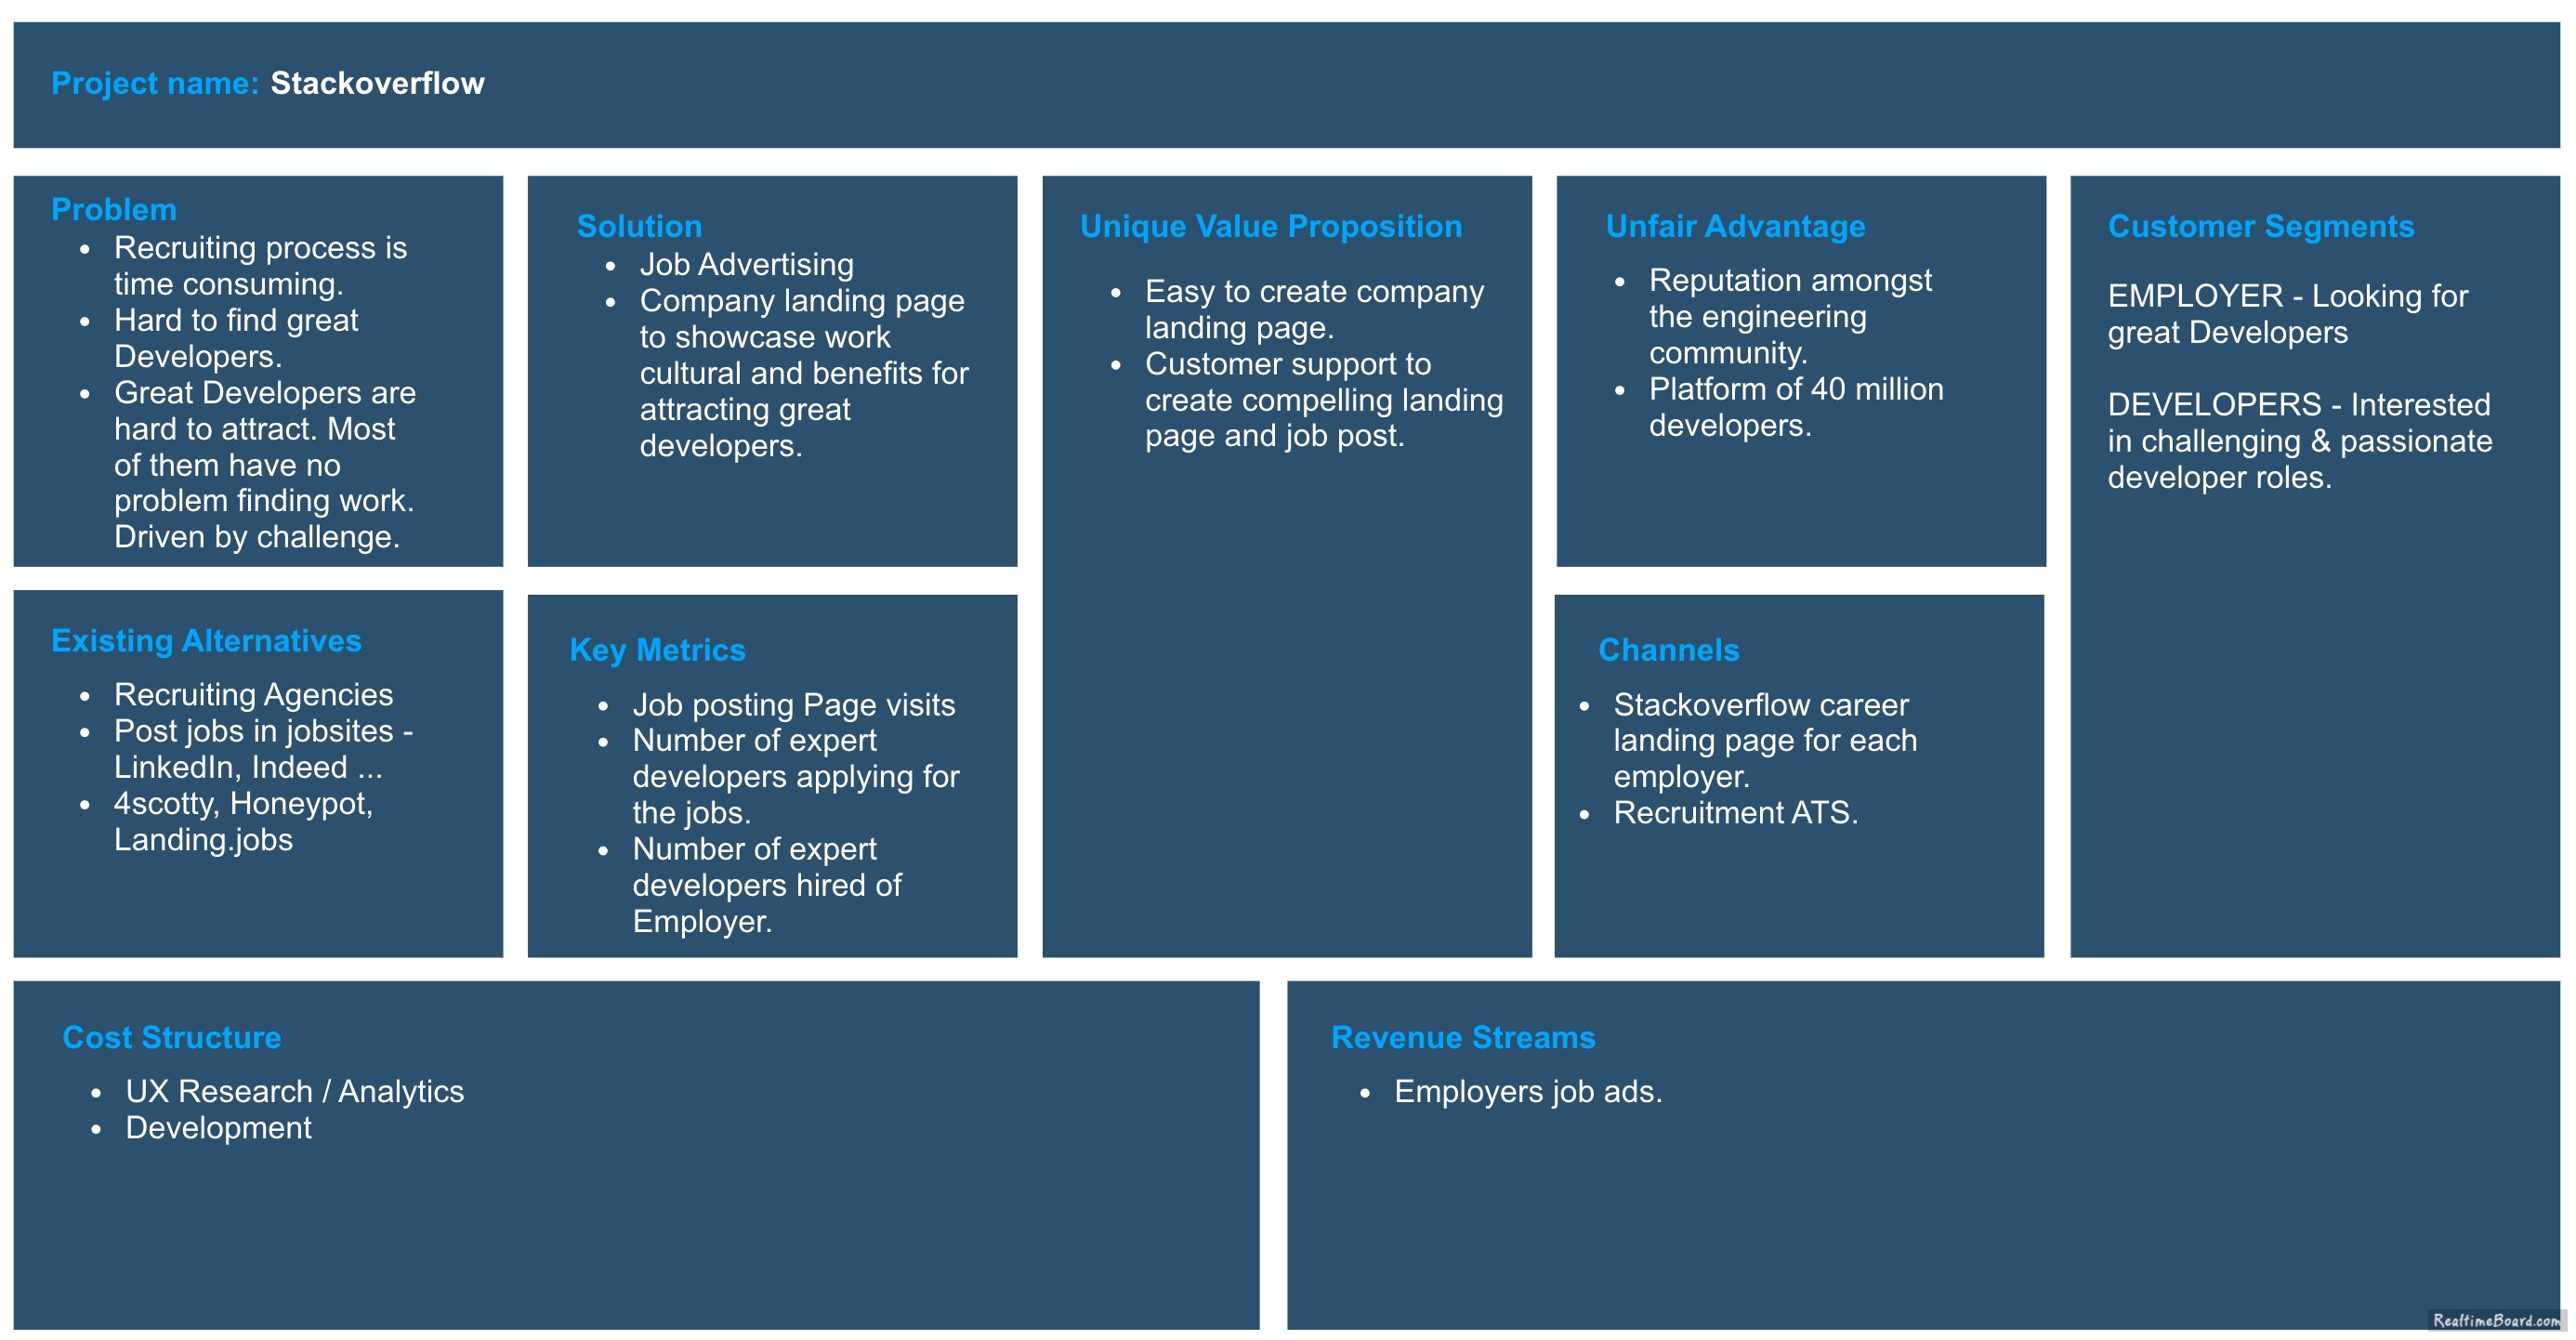 Project name: Stackoverflow
Problem
• Recruiting process is
time consuming.
• Hard to find great
Developers.
• Great Developers are
hard to attract. Most
of them have no
problem finding work.
Driven by challenge.
Solution
• Job Advertising
• Company landing page
to showcase work
cultural and benefits for
attracting great
developers.
Unique Value Proposition
• Easy to create company
landing page.
• Customer support to
create compelling landing
page and job post.
Unfair Advantage
• Reputation amongst
the engineering
community.
• Platform of 40 million
developers.
Customer Segments
EMPLOYER - Looking for
great Developers
DEVELOPERS - Interested
in challenging & passionate
developer roles.
Existing Alternatives
• Recruiting Agencies
• Post jobs in jobsites -
LinkedIn, Indeed ...
• 4scotty, Honeypot,
Landing.jobs
Key Metrics
• Job posting Page visits
• Number of expert
developers applying for
the jobs.
• Number of expert
developers hired of
Employer.
Channels
• Stackoverflow career
landing page for each
employer.
• Recruitment ATS.
Cost Structure
• UX Research / Analytics
• Development
Revenue Streams
• Employers job ads.
RealtimeBoard.com